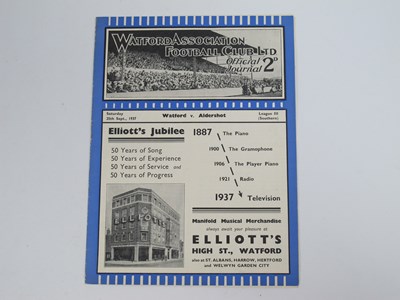 WATFORD ASSOCIATION
FOOTBALL CLUB LTD
Official
Journal 2D
Saturday
25th Sept., 1937
Watford v. Aldershot
League III
(Southern)
Elliott's Jubilee
50 Years of Song
50 Years of Experience
50 Years of Service and
50 Years of Progress
1887 The Piano
1900 The Gramophone
1906 The Player Piano
1921 Radio
1937 Television
ELLIOTTS
Manifold Musical Merchandise
always await your pleasure at
ELLIOTT'S
HIGH ST., WATFORD
also at ST. ALBANS, HARROW, HERTFORD
and WELWYN GARDEN CITY